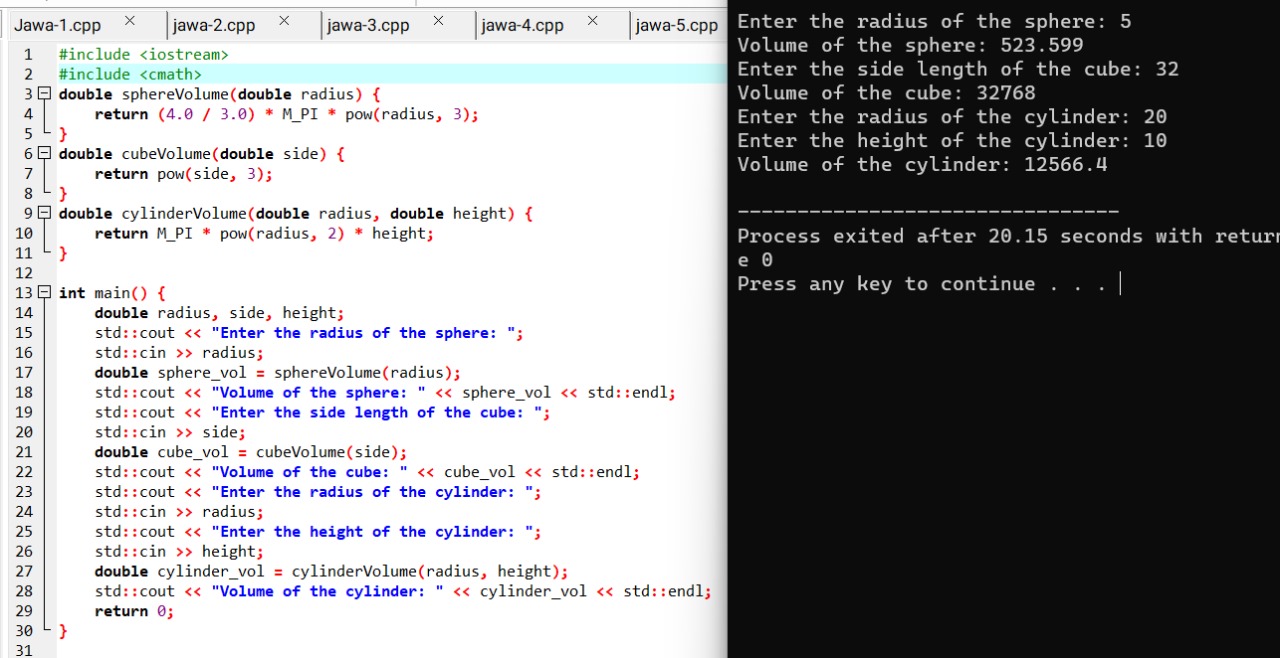 Jawa-1.cpp jawa-2.cpp jawa-3.cpp jawa-4.cpp jawa-5.cpp
1 #include <iostream>
2 #include <cmath>
3 double sphereVolume(double radius) {
4     return (4.0 / 3.0) * M_PI * pow(radius, 3);
5 }
6 double cubeVolume(double side) {
7     return pow(side, 3);
8 }
9 double cylinderVolume(double radius, double height) {
10     return M_PI * pow(radius, 2) * height;
11 }
12
13 int main() {
14     double radius, side, height;
15     std::cout << "Enter the radius of the sphere: ";
16     std::cin >> radius;
17     double sphere_vol = sphereVolume(radius);
18     std::cout << "Volume of the sphere: " << sphere_vol << std::endl;
19     std::cout << "Enter the side length of the cube: ";
20     std::cin >> side;
21     double cube_vol = cubeVolume(side);
22     std::cout << "Volume of the cube: " << cube_vol << std::endl;
23     std::cout << "Enter the radius of the cylinder: ";
24     std::cin >> radius;
25     std::cout << "Enter the height of the cylinder: ";
26     std::cin >> height;
27     double cylinder_vol = cylinderVolume(radius, height);
28     std::cout << "Volume of the cylinder: " << cylinder_vol << std::endl;
29     return 0;
30 }
31
Enter the radius of the sphere: 5
Volume of the sphere: 523.599
Enter the side length of the cube: 32
Volume of the cube: 32768
Enter the radius of the cylinder: 20
Enter the height of the cylinder: 10
Volume of the cylinder: 12566.4
--------------------------------
Process exited after 20.15 seconds with return
e 0
Press any key to continue . . .